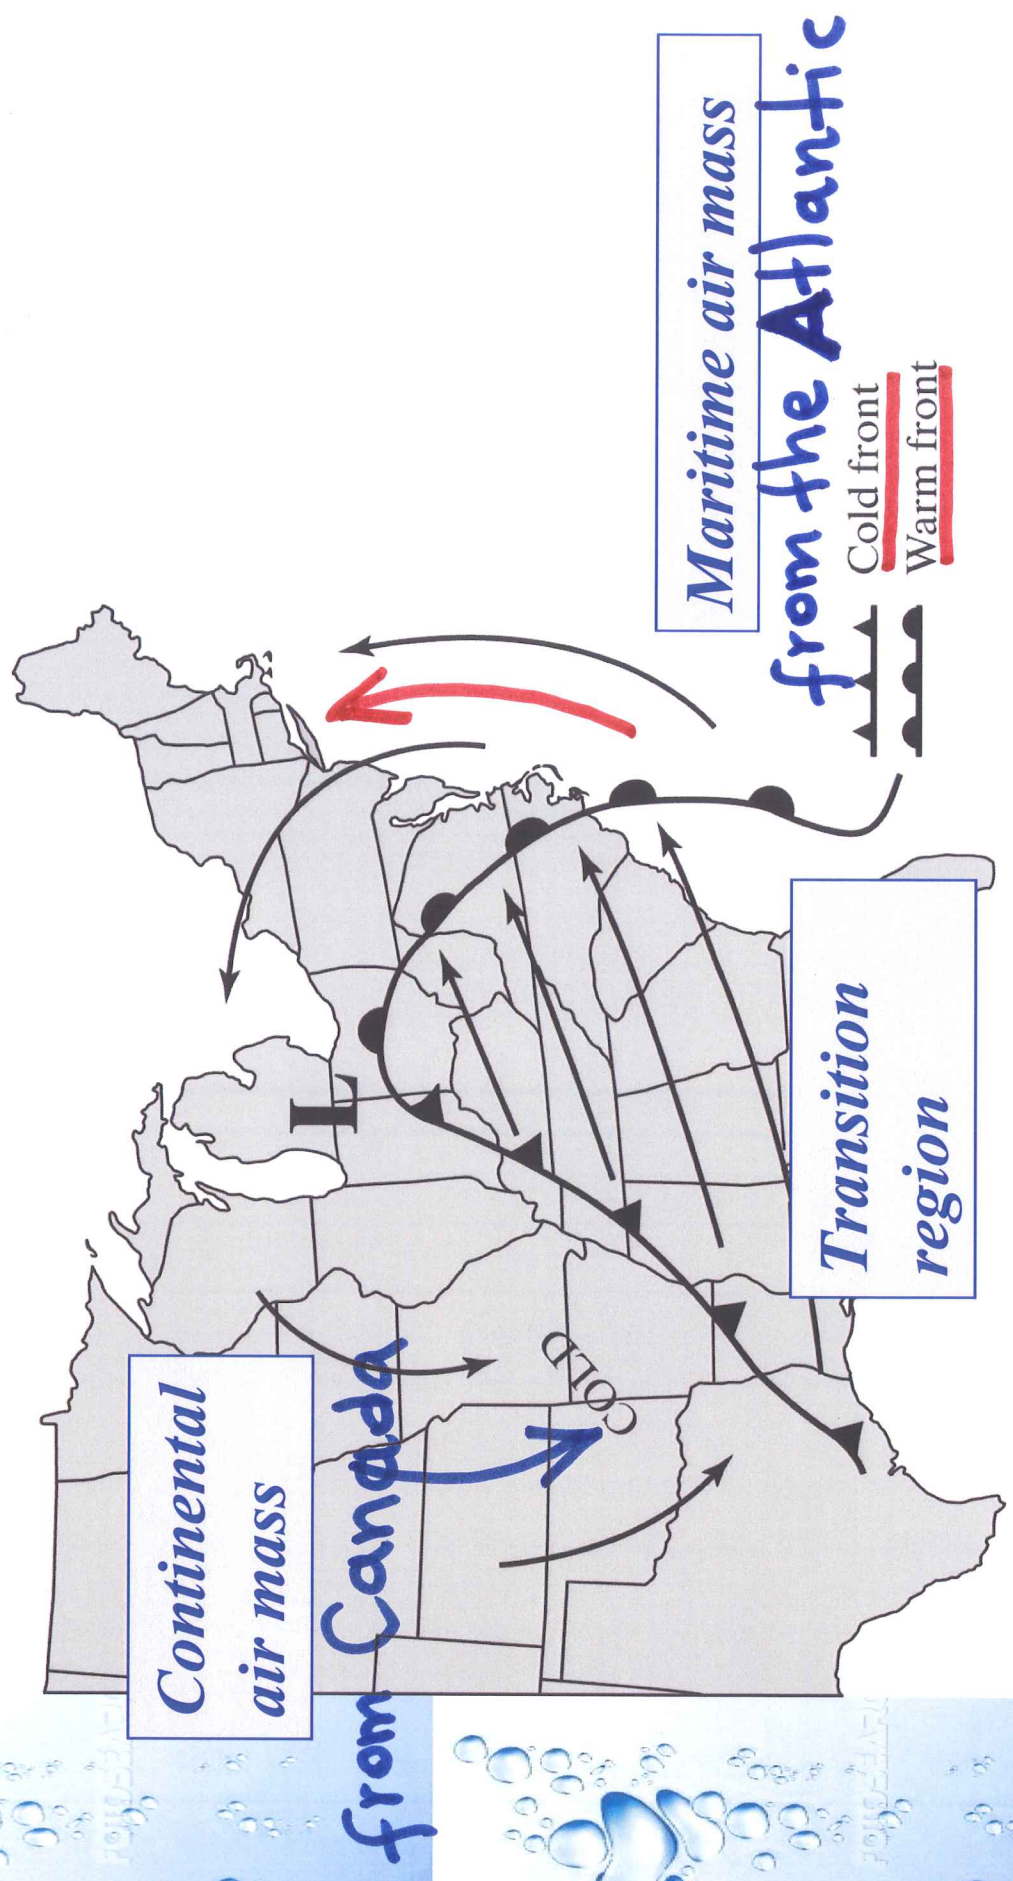 Continental
air mass
from Canada
COLD
L
Transition
region
Maritime air mass
from the Atlantic
Cold front
Warm front